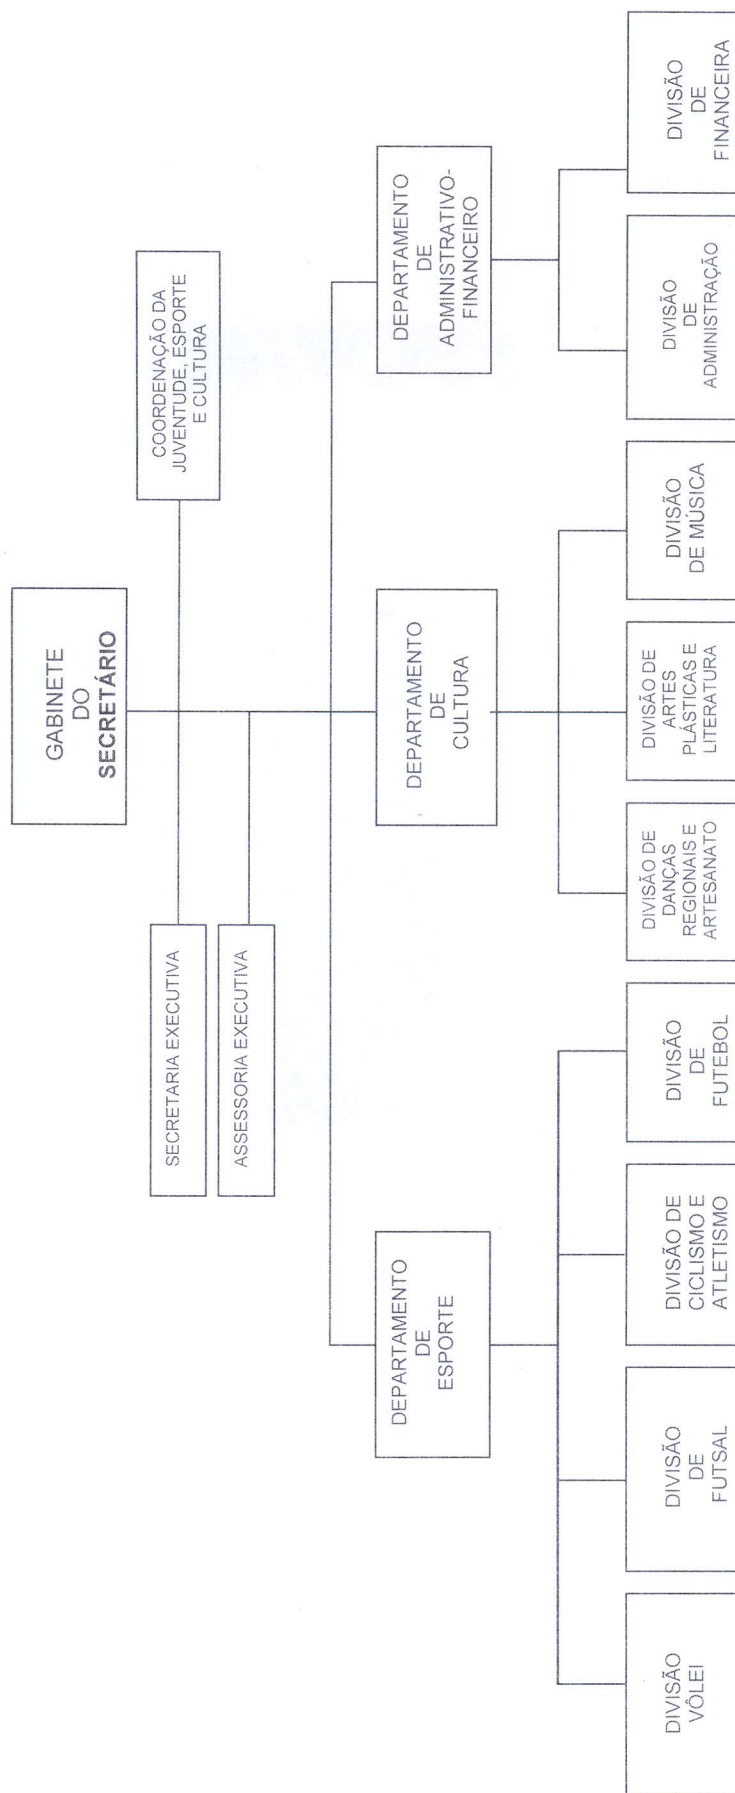 GABINETE
DO
SECRETÁRIO
COORDENAÇÃO DA
JUVENTUDE, ESPORTE
E CULTURA
SECRETARIA EXECUTIVA
ASSESSORIA EXECUTIVA
DEPARTAMENTO
DE
ESPORTE
DEPARTAMENTO
DE
CULTURA
DEPARTAMENTO
DE
ADMINISTRATIVO-
FINANCEIRO
DIVISÃO
VÔLEI
DIVISÃO
DE
FUTSAL
DIVISÃO DE
CICLISMO E
ATLETISMO
DIVISÃO
DE
FUTEBOL
DIVISÃO DE
DANÇAS
REGIONAIS E
ARTESANATO
DIVISÃO DE
ARTES
PLÁSTICAS E
LITERATURA
DIVISÃO
DE MÚSICA
DIVISÃO
DE
ADMINISTRAÇÃO
DIVISÃO
DE
FINANCEIRA